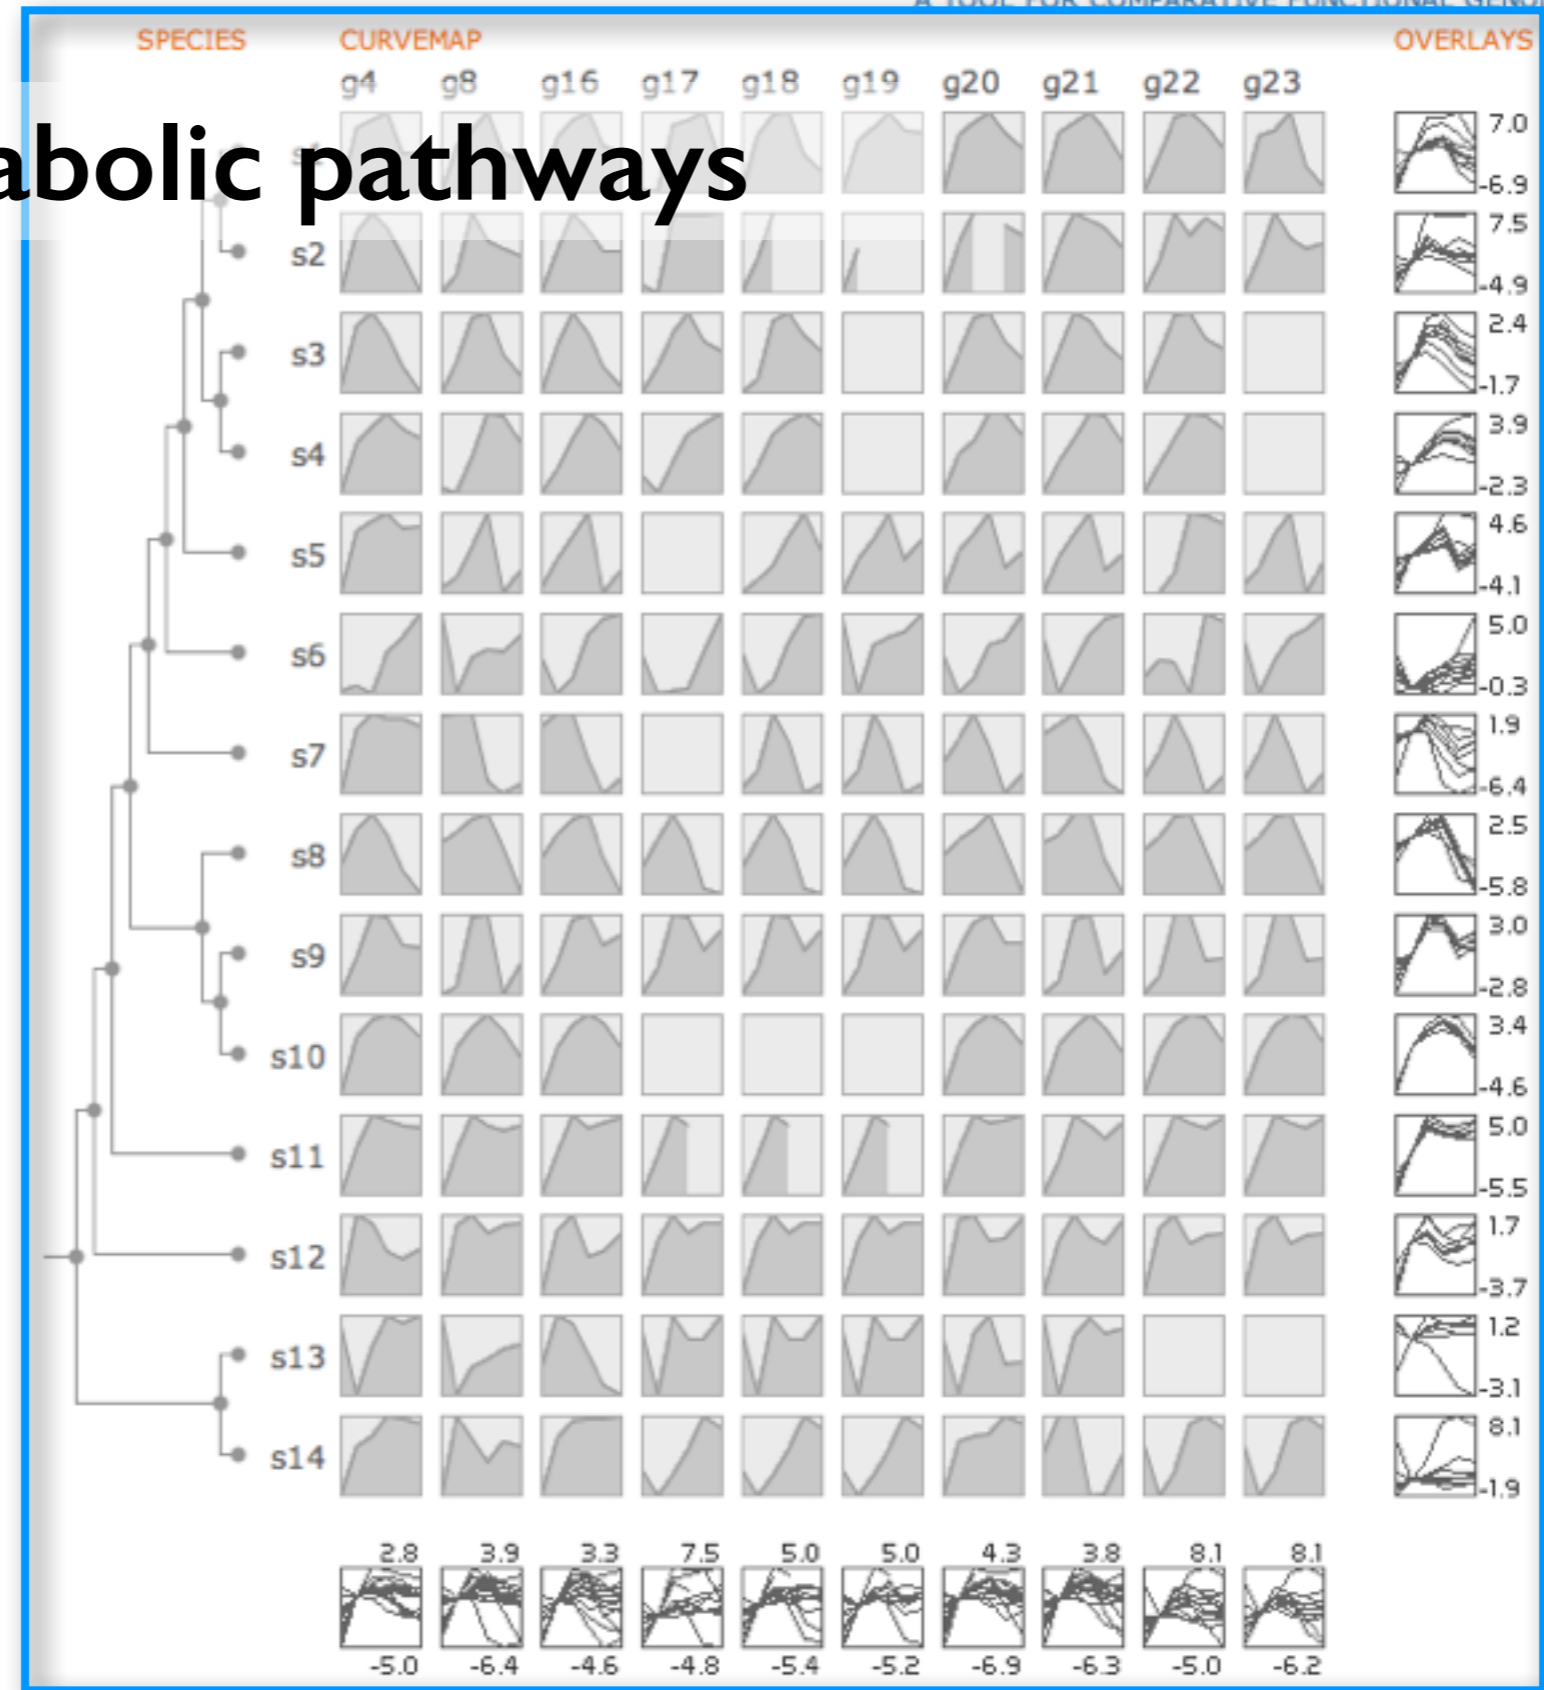 A TOOL FOR COMPARATIVE FUNCTIONAL
SPECIES CURVEMAP OVERLAYS
g4 g8 g16 g17 g18 g19 g20 g21 g22 g23
abolic pathways
s1 7.0
-6.9
s2 7.5
-4.9
s3 2.4
-1.7
s4 3.9
-2.3
s5 4.6
-4.1
s6 5.0
-0.3
s7 1.9
-6.4
s8 2.5
-5.8
s9 3.0
-2.8
s10 3.4
-4.6
s11 5.0
-5.5
s12 1.7
-3.7
s13 1.2
-3.1
s14 8.1
-1.9
2.8 3.9 3.3 7.5 5.0 5.0 4.3 3.8 8.1 8.1
-5.0 -6.4 -4.6 -4.8 -5.4 -5.2 -6.9 -6.3 -5.0 -6.2